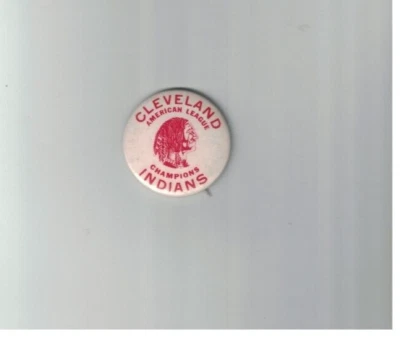 CLEVELAND
AMERICAN LEAGUE
CHAMPIONS
INDIANS